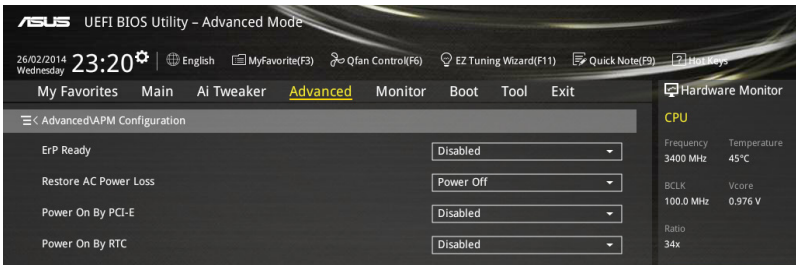 ASUS UEFI BIOS Utility – Advanced Mode
26/02/2014 Wednesday 23:20 English MyFavorite(F3) Qfan Control(F6) EZ Tuning Wizard(F11) Quick Note(F9) ? Hot Keys
My Favorites Main Ai Tweaker Advanced Monitor Boot Tool Exit
< Advanced\APM Configuration
ErP Ready Disabled
Restore AC Power Loss Power Off
Power On By PCI-E Disabled
Power On By RTC Disabled
Hardware Monitor
CPU
Frequency Temperature
3400 MHz 45°C
BCLK Vcore
100.0 MHz 0.976 V
Ratio
34x